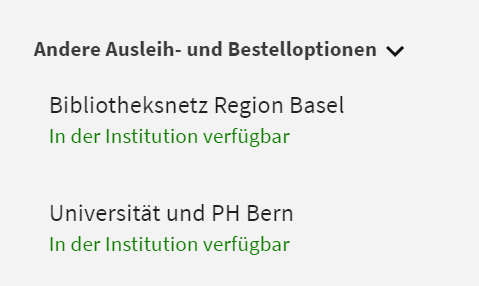 Andere Ausleih- und Bestelloptionen
Bibliotheksnetz Region Basel
In der Institution verfügbar
Universität und PH Bern
In der Institution verfügbar